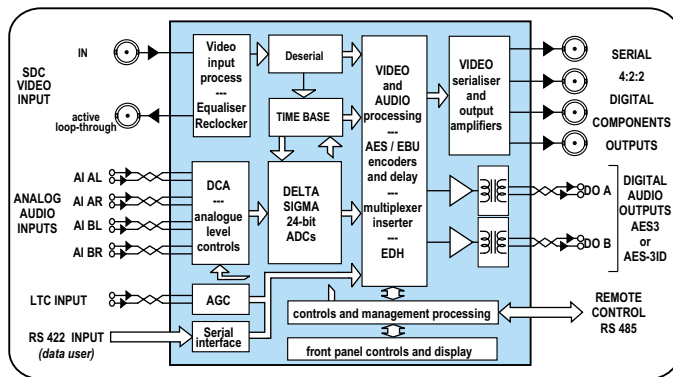 IN
SDC
VIDEO
INPUT
active
loop-through
Video
input
process
---
Equaliser
Reclocker
Deserial
TIME BASE
VIDEO
and
AUDIO
processing
---
AES / EBU
encoders
and delay
---
multiplexer
inserter
---
EDH
VIDEO
serialiser
and output
amplifiers
SERIAL
4:2:2
DIGITAL
COMPONENTS
OUTPUTS
ANALOG
AUDIO
INPUTS
AI AL
AI AR
AI BL
AI BR
DCA
---
analogue
level
controls
DELTA
SIGMA
24-bit
ADCs
DO A
DO B
DIGITAL
AUDIO
OUTPUTS
AES3
or
AES-3ID
LTC INPUT
AGC
RS 422 INPUT
(data user)
Serial
interface
controls and management processing
front panel controls and display
REMOTE
CONTROL
RS 485